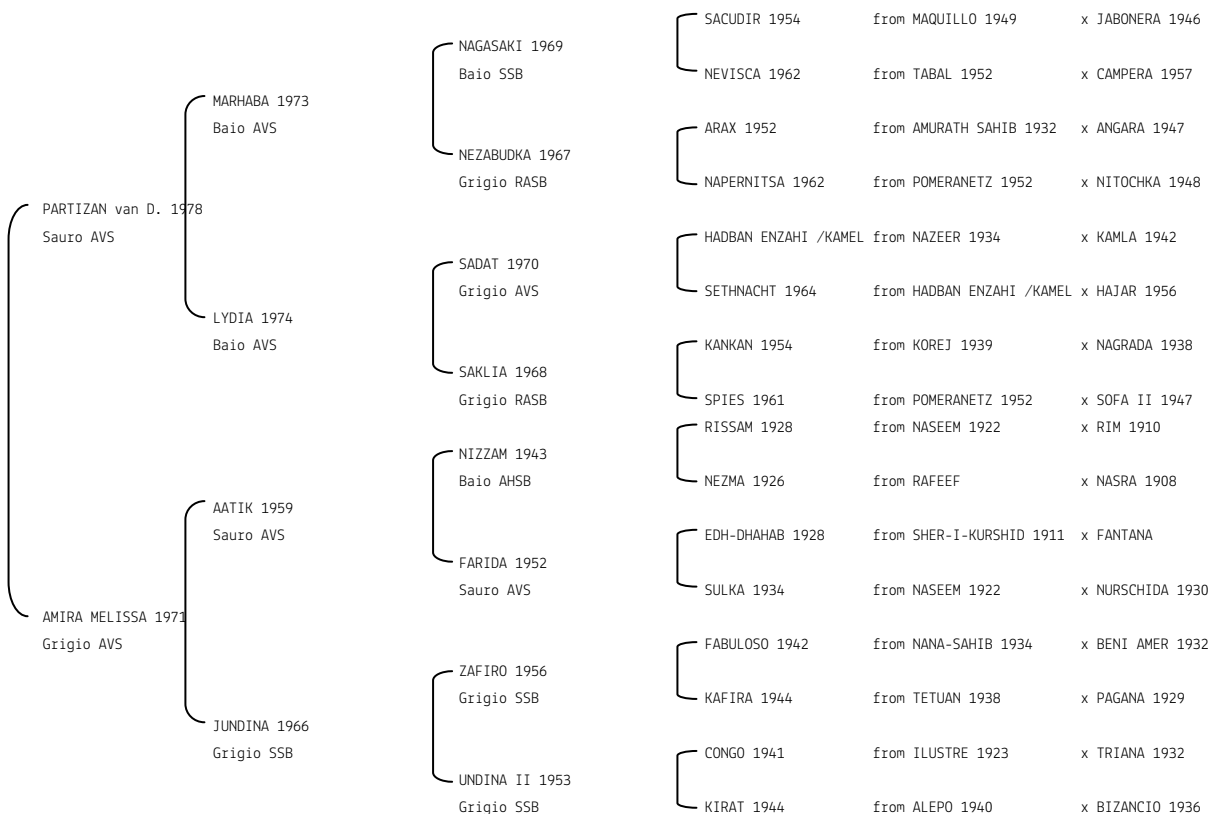 SACUDIR 1954 from MAQUILLO 1949 x JABONERA 1946
NAGASAKI 1969
Baio SSB
NEVISCA 1962 from TABAL 1952 x CAMPERA 1957
MARHABA 1973
Baio AVS
ARAX 1952 from AMURATH SAHIB 1932 x ANGARA 1947
NEZABUDKA 1967
Grigio RASB
NAPERNITSA 1962 from POMERANETZ 1952 x NITOCHKA 1948
PARTIZAN van D. 1978
Sauro AVS
HADBAN ENZAHI /KAMEL from NAZEER 1934 x KAMLA 1942
SADAT 1970
Grigio AVS
SETHNACHT 1964 from HADBAN ENZAHI /KAMEL x HAJAR 1956
LYDIA 1974
Baio AVS
KANKAN 1954 from KOREJ 1939 x NAGRADA 1938
SAKLIA 1968
Grigio RASB
SPIES 1961 from POMERANETZ 1952 x SOFA II 1947
RISSAM 1928 from NASEEM 1922 x RIM 1910
NIZZAM 1943
Baio AHSB
NEZMA 1926 from RAFEEF x NASRA 1908
AATIK 1959
Sauro AVS
EDH-DHAHAB 1928 from SHER-I-KURSHID 1911 x FANTANA
FARIDA 1952
Sauro AVS
SULKA 1934 from NASEEM 1922 x NURSCHIDA 1930
AMIRA MELISSA 1971
Grigio AVS
FABULOSO 1942 from NANA-SAHIB 1934 x BENI AMER 1932
ZAFIRO 1956
Grigio SSB
KAFIRA 1944 from TETUAN 1938 x PAGANA 1929
JUNDINA 1966
Grigio SSB
CONGO 1941 from ILUSTRE 1923 x TRIANA 1932
UNDINA II 1953
Grigio SSB
KIRAT 1944 from ALEPO 1940 x BIZANCIO 1936